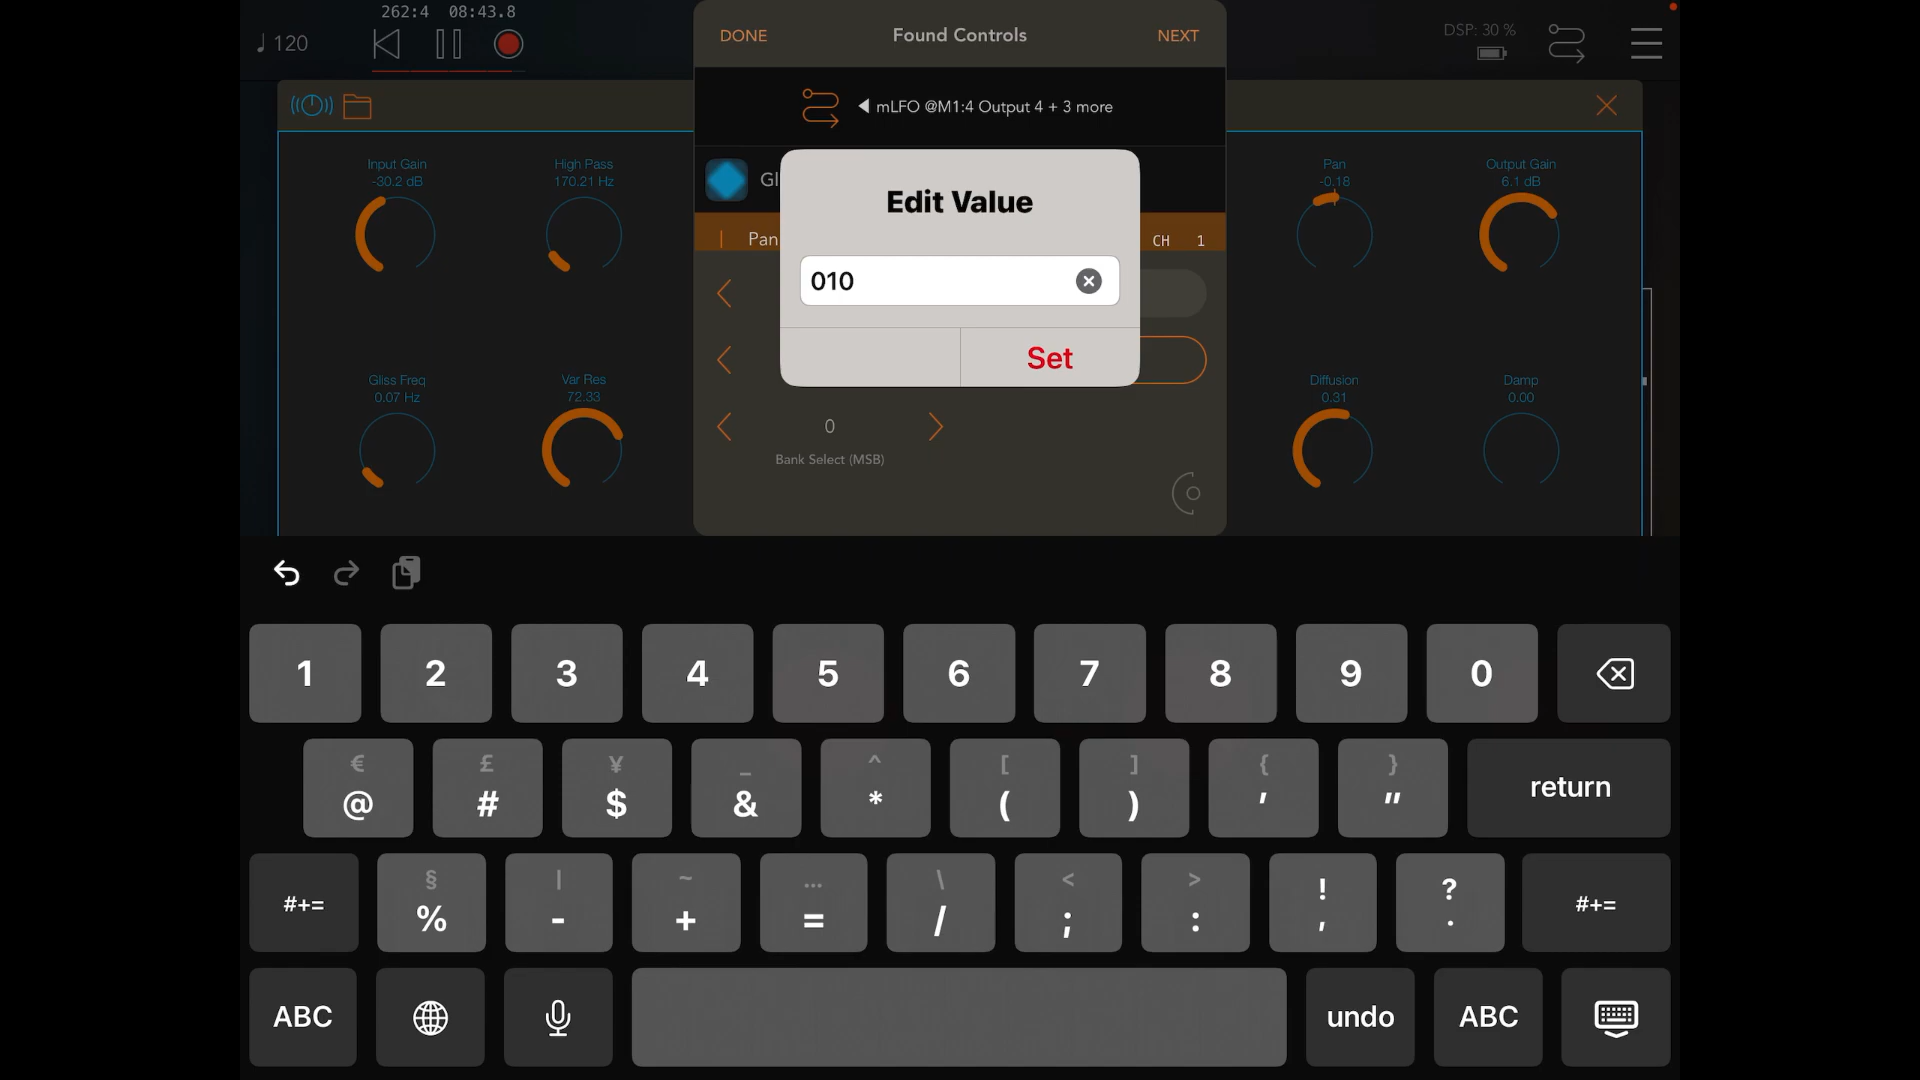 262:4 08:43.8
♩ 120
DONE Found Controls NEXT
DSP: 30 %
mLFO @M1:4 Output 4 + 3 more
Input Gain
-30.2 dB
High Pass
170.21 Hz
Gl
Edit Value
010
Set
Pan
CH 1
Pan
-0.18
Output Gain
6.1 dB
Gliss Freq
0.07 Hz
Var Res
72.33
0
Bank Select (MSB)
Diffusion
0.31
Damp
0.00
1 2 3 4 5 6 7 8 9 0
€ £ ¥ _ ^ [ ] { }
@ # $ & * ( ) ' " return
§ | ~ … \ < > ! ?
#+= % - + = / ; : , . #+=
ABC undo ABC